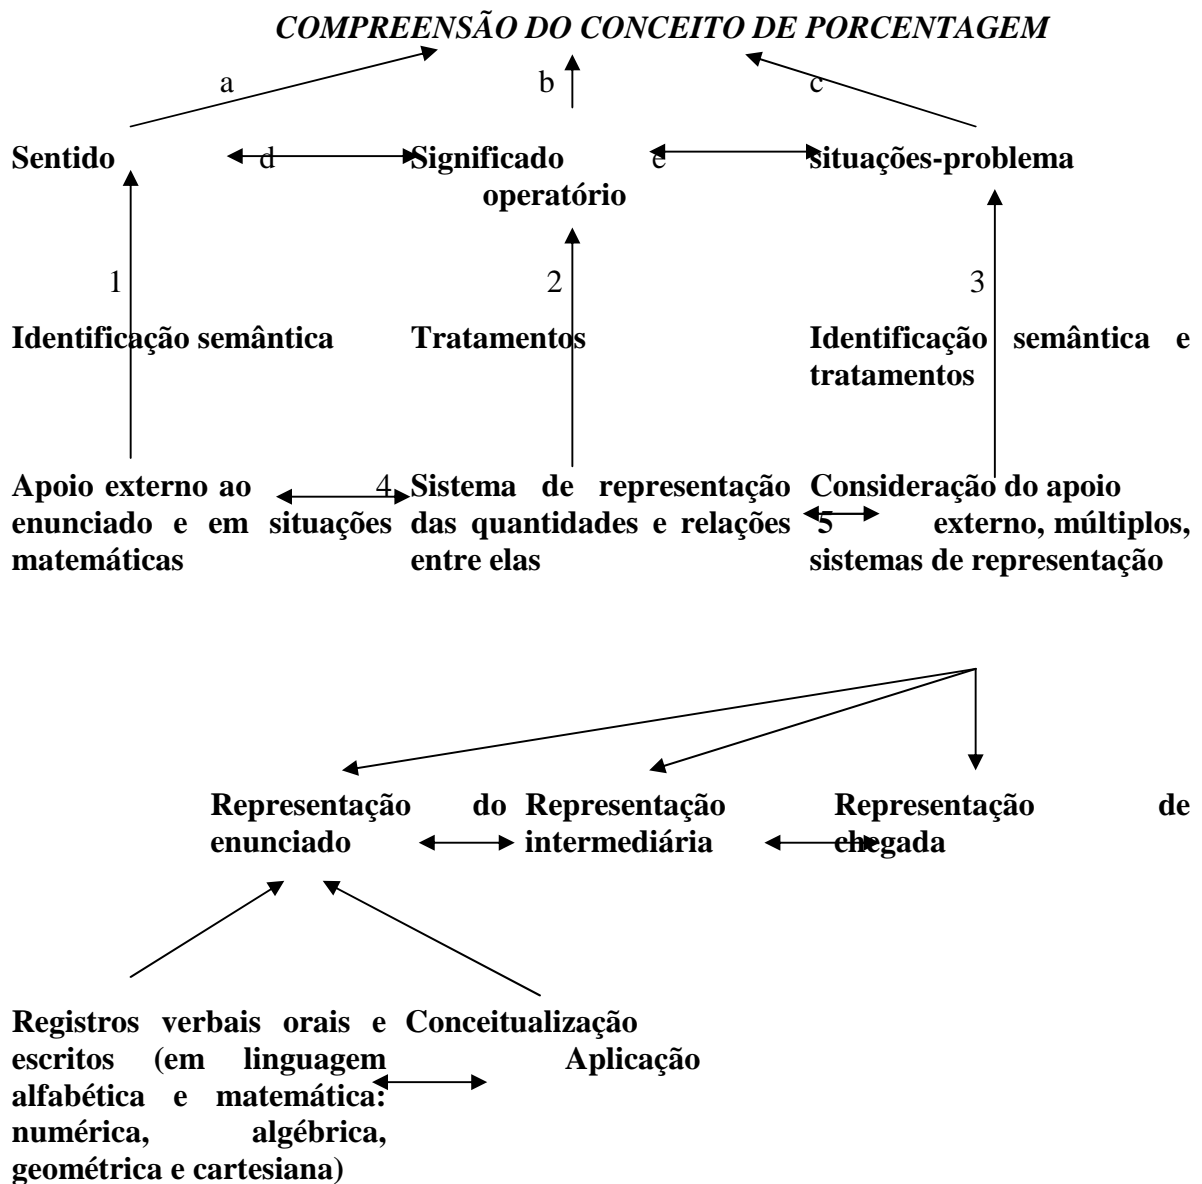 COMPREENSÃO DO CONCEITO DE PORCENTAGEM
a b c
Sentido d Significado e situações-problema
operatório
1 2 3
Identificação semântica Tratamentos Identificação semântica e
tratamentos
Apoio externo ao 4 Sistema de representação Consideração do apoio
enunciado e em situações das quantidades e relações 5 externo, múltiplos,
matemáticas entre elas sistemas de representação
Representação do Representação Representação de
enunciado intermediária chegada
Registros verbais orais e Conceitualização
escritos (em linguagem Aplicação
alfabética e matemática:
numérica, algébrica,
geométrica e cartesiana)